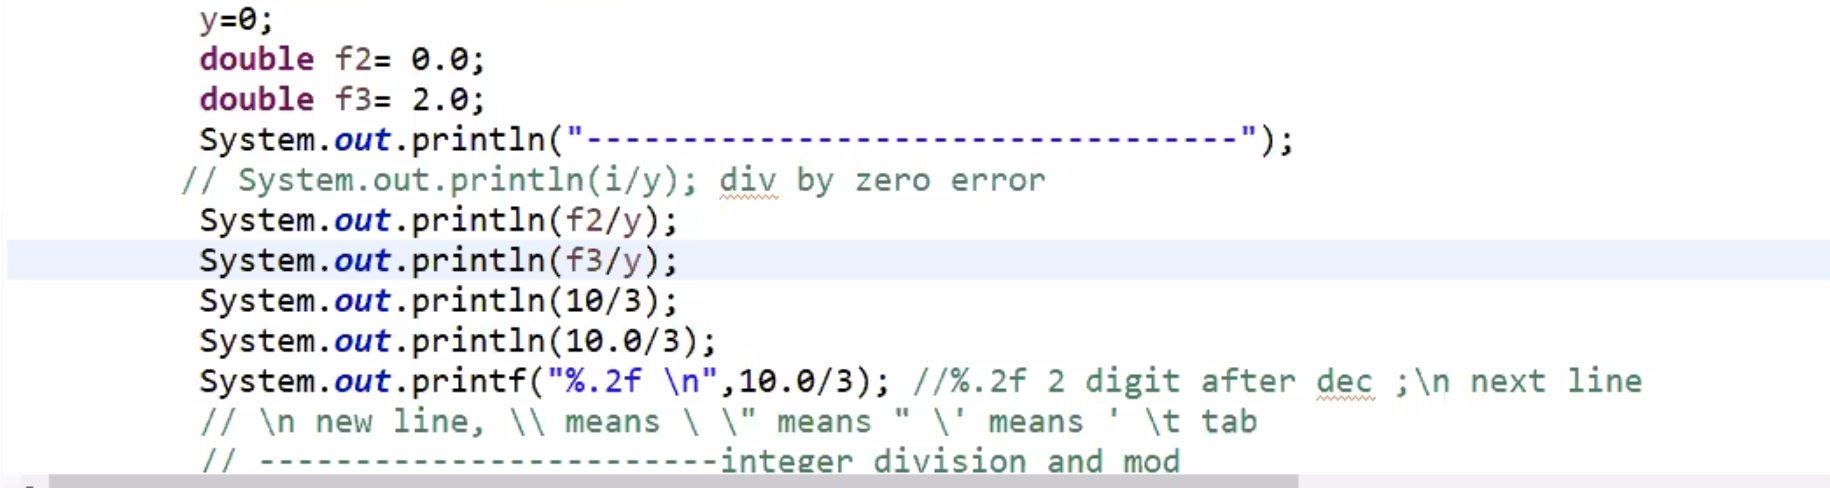 y=0;
double f2= 0.0;
double f3= 2.0;
System.out.println("----------------------------------");
// System.out.println(i/y); div by zero error
System.out.println(f2/y);
System.out.println(f3/y);
System.out.println(10/3);
System.out.println(10.0/3);
System.out.printf("%.2f \n",10.0/3); //%.2f 2 digit after dec ;\n next line
// \n new line, \\ means \ \" means " \' means ' \t tab
// ------------------------integer division and mod